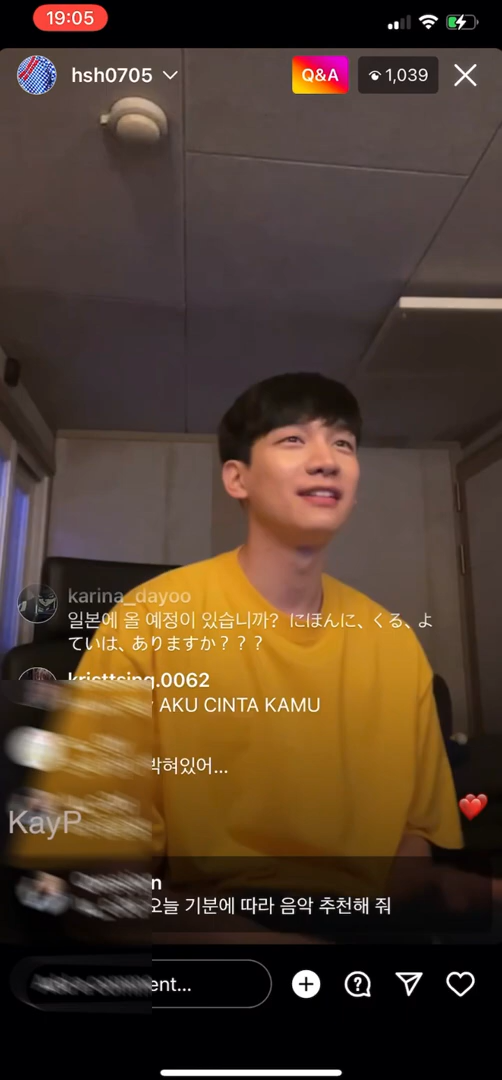 19:05
hsh0705
Q&A
1,039
karina_dayoo
일본에 올 예정이 있습니까? にほんに、くる、よ
ていは、ありますか？？？
kristtsing.0062
AKU CINTA KAMU
박혀있어...
KayP
오늘 기분에 따라 음악 추천해 줘